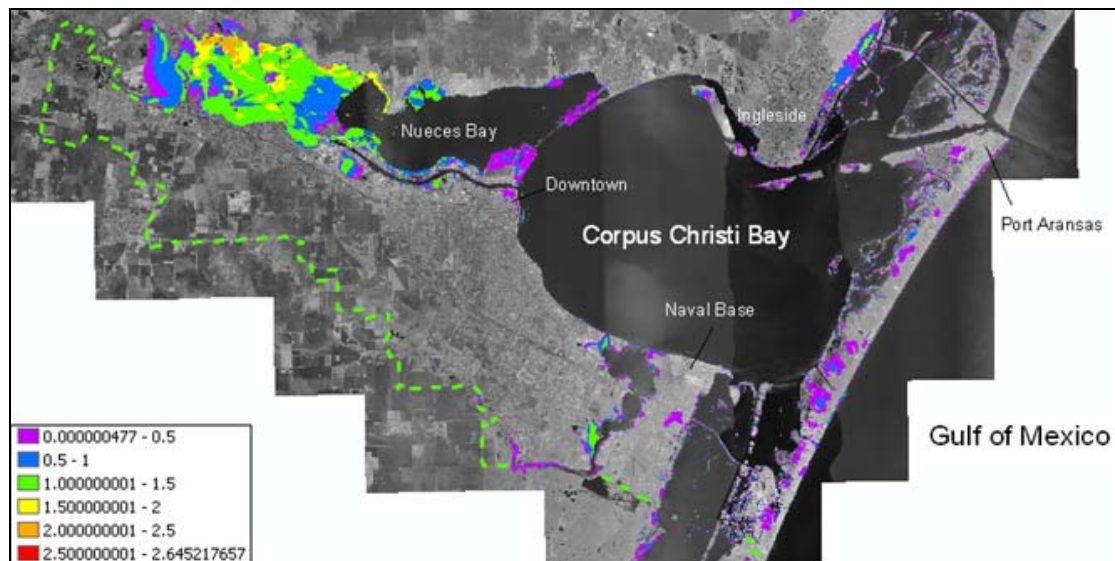 Nueces Bay
Ingleside
Downtown
Corpus Christi Bay
Port Aransas
Naval Base
Gulf of Mexico
0.000000477 - 0.5
0.5 - 1
1.000000001 - 1.5
1.500000001 - 2
2.000000001 - 2.5
2.500000001 - 2.645217657